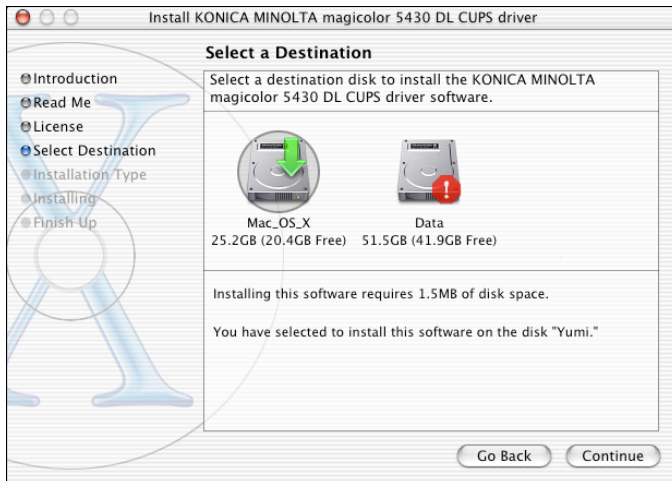 Install KONICA MINOLTA magicolor 5430 DL CUPS driver
Select a Destination
Introduction
Read Me
License
Select Destination
Installation Type
Installing
Finish Up
Select a destination disk to install the KONICA MINOLTA
magicolor 5430 DL CUPS driver software.
Mac_OS_X
25.2GB (20.4GB Free)
Data
51.5GB (41.9GB Free)
Installing this software requires 1.5MB of disk space.
You have selected to install this software on the disk "Yumi."
Go Back
Continue